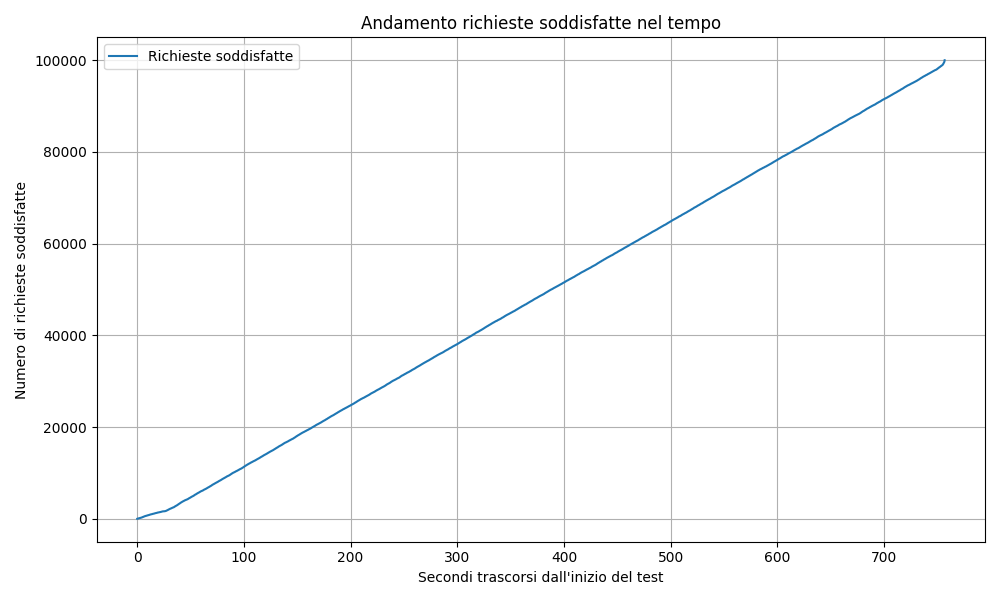 Andamento richieste soddisfatte nel tempo
Richieste soddisfatte
100000
80000
60000
40000
20000
0
Numero di richieste soddisfatte
0 100 200 300 400 500 600 700
Secondi trascorsi dall'inizio del test